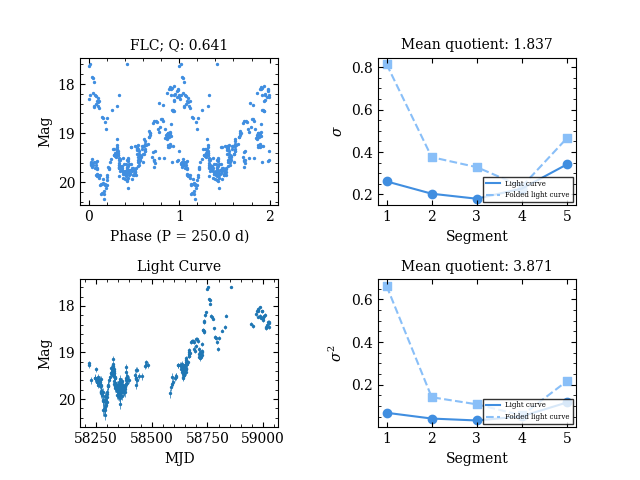 FLC; Q: 0.641
Mag
18
19
20
0
1
2
Phase (P = 250.0 d)
Mean quotient: 1.837
σ
0.8
0.6
0.4
0.2
Light curve
Folded light curve
1
2
3
4
5
Segment
Light Curve
Mag
18
19
20
58250
58500
58750
59000
MJD
Mean quotient: 3.871
σ²
0.6
0.4
0.2
Light curve
Folded light curve
1
2
3
4
5
Segment